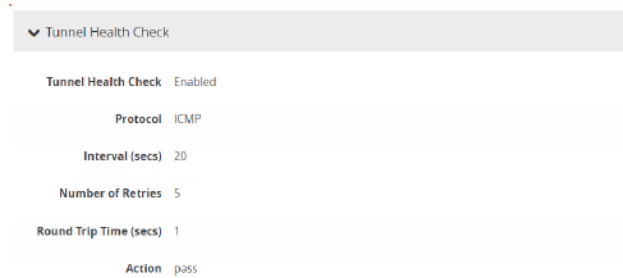 Tunnel Health Check
Tunnel Health Check Enabled
Protocol ICMP
Interval (secs) 20
Number of Retries 5
Round Trip Time (secs) 1
Action pass